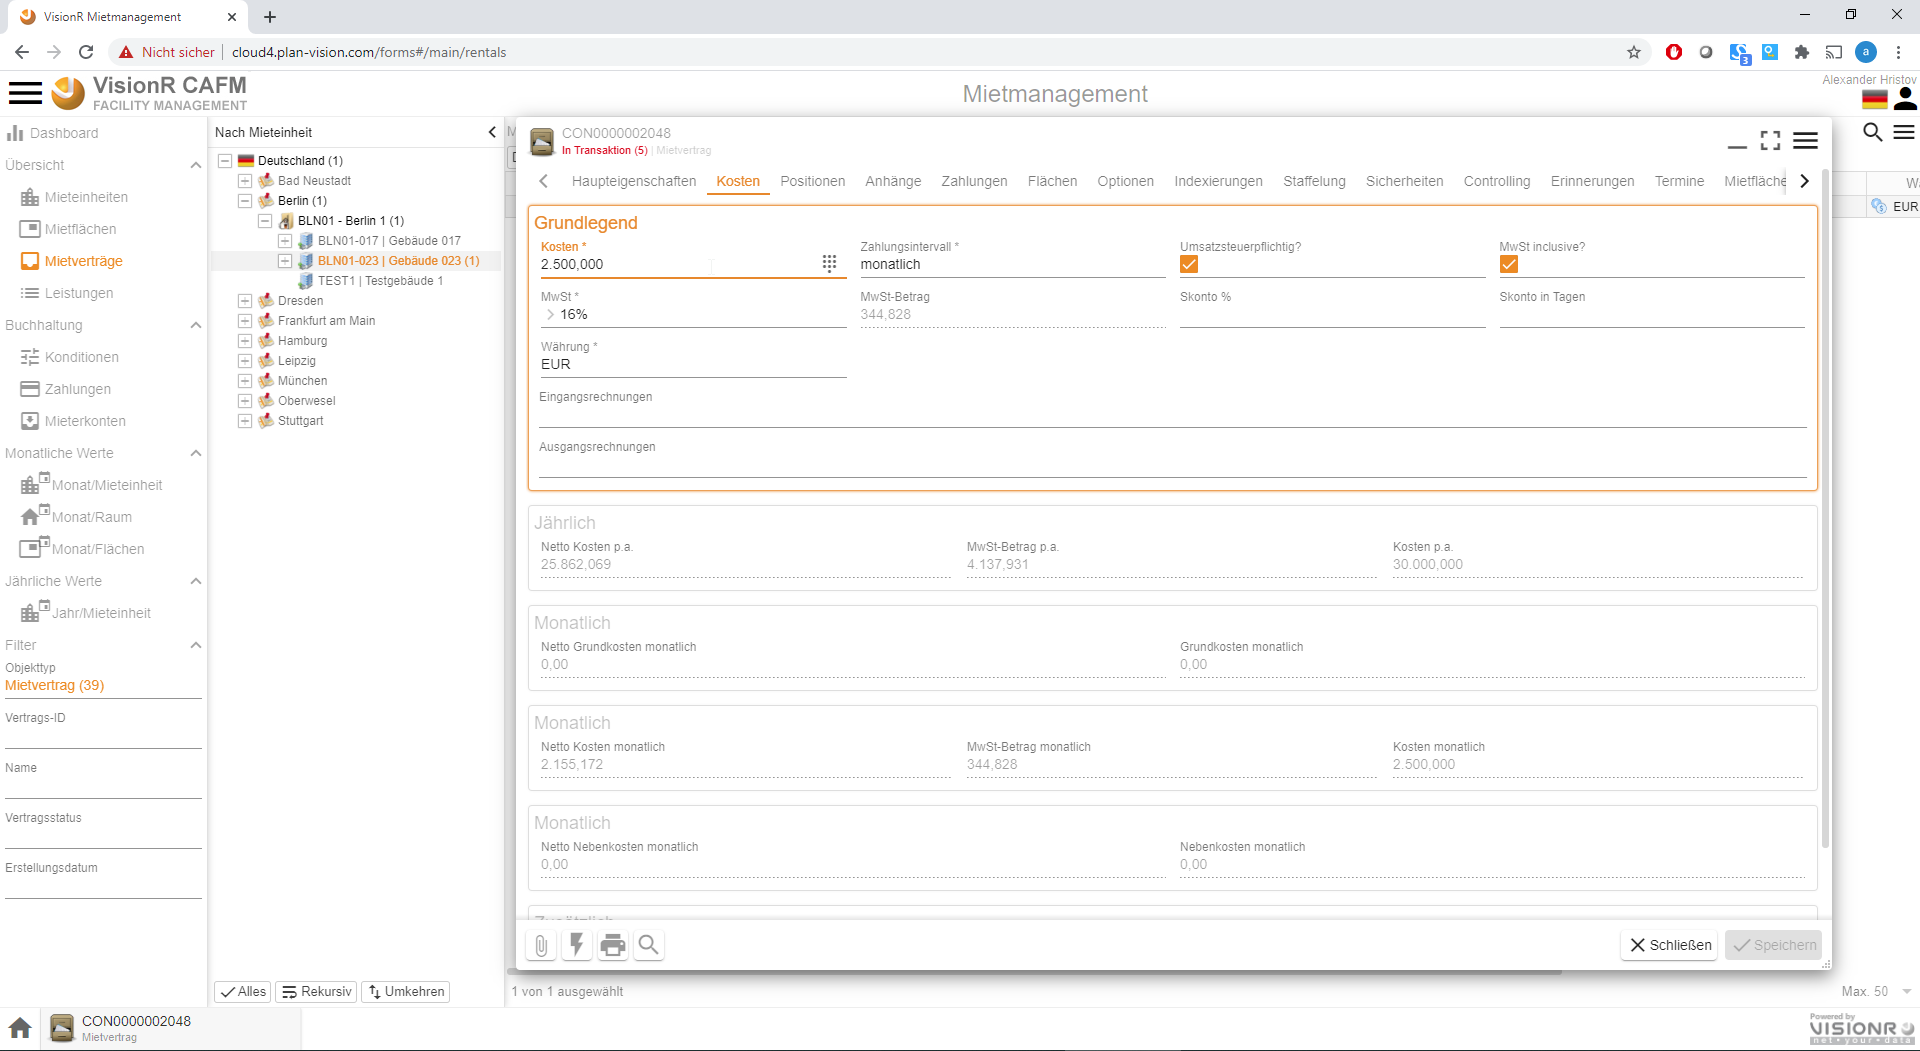 VisionR Mietmanagement
Nicht sicher
cloud4.plan-vision.com/forms#/main/rentals
3
a
VisionR CAFM
FACILITY MANAGEMENT
Mietmanagement
Alexander Hristov
Dashboard
Übersicht
Mieteinheiten
Mietflächen
Mietverträge
Leistungen
Buchhaltung
Konditionen
Zahlungen
Mieterkonten
Monatliche Werte
Monat/Mieteinheit
Monat/Raum
Monat/Flächen
Jährliche Werte
Jahr/Mieteinheit
Filter
Objekttyp
Mietvertrag (39)
Vertrags-ID
Name
Vertragsstatus
Erstellungsdatum
Nach Mieteinheit
Deutschland (1)
Bad Neustadt
Berlin (1)
BLN01 - Berlin 1 (1)
BLN01-017 | Gebäude 017
BLN01-023 | Gebäude 023 (1)
TEST1 | Testgebäude 1
Dresden
Frankfurt am Main
Hamburg
Leipzig
München
Oberwesel
Stuttgart
Alles
Rekursiv
Umkehren
CON0000002048
In Transaktion (5) | Mietvertrag
Haupteigenschaften Kosten Positionen Anhänge Zahlungen Flächen Optionen Indexierungen Staffelung Sicherheiten Controlling Erinnerungen Termine Mietfläche
Grundlegend
Kosten * Zahlungsintervall * Umsatzsteuerpflichtig? MwSt inclusive?
2.500,000 monatlich
MwSt * MwSt-Betrag Skonto % Skonto in Tagen
16% 344,828
Währung *
EUR
Eingangsrechnungen
Ausgangsrechnungen
Jährlich
Netto Kosten p.a. MwSt-Betrag p.a. Kosten p.a.
25.862,069 4.137,931 30.000,000
Monatlich
Netto Grundkosten monatlich Grundkosten monatlich
0,00 0,00
Monatlich
Netto Kosten monatlich MwSt-Betrag monatlich Kosten monatlich
2.155,172 344,828 2.500,000
Monatlich
Netto Nebenkosten monatlich Nebenkosten monatlich
0,00 0,00
Schließen
Speichern
EUR
1 von 1 ausgewählt
Max. 50
CON0000002048
Mietvertrag
Powered by
VISIONR
net • your • data